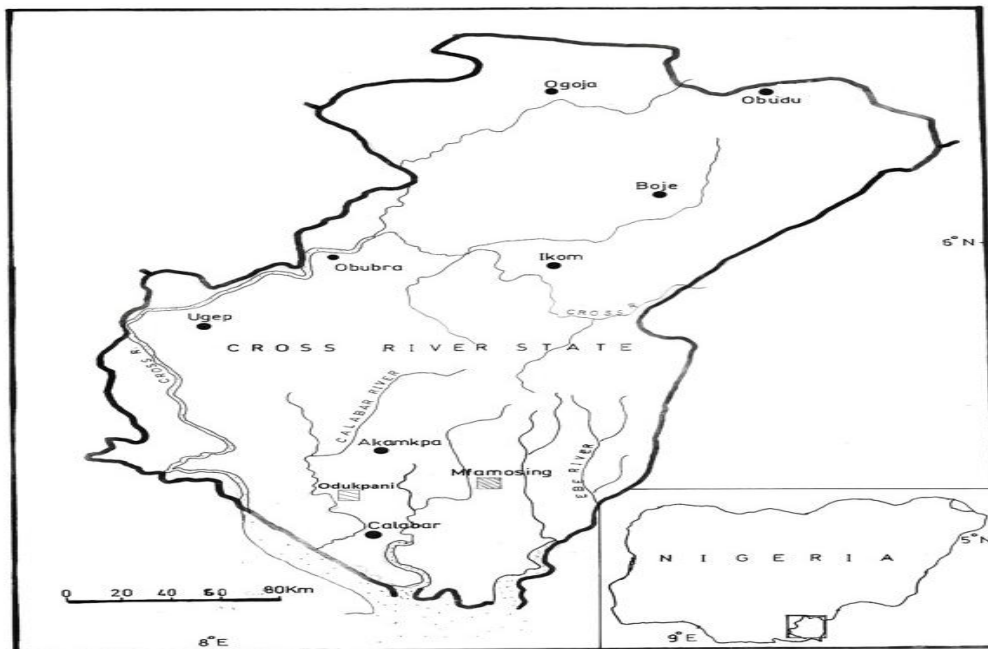 Ogoja
Obudu
Boje
6° N
Obubra
Ikom
CROSS R.
Ugep
CROSS RIVER STATE
CROSS R.
CALABAR RIVER
Akamkpa
Mfamosing
EBE RIVER
Odukpani
Calabar
5°N
NIGERIA
0 20 40 60 80Km
8°E
9°E